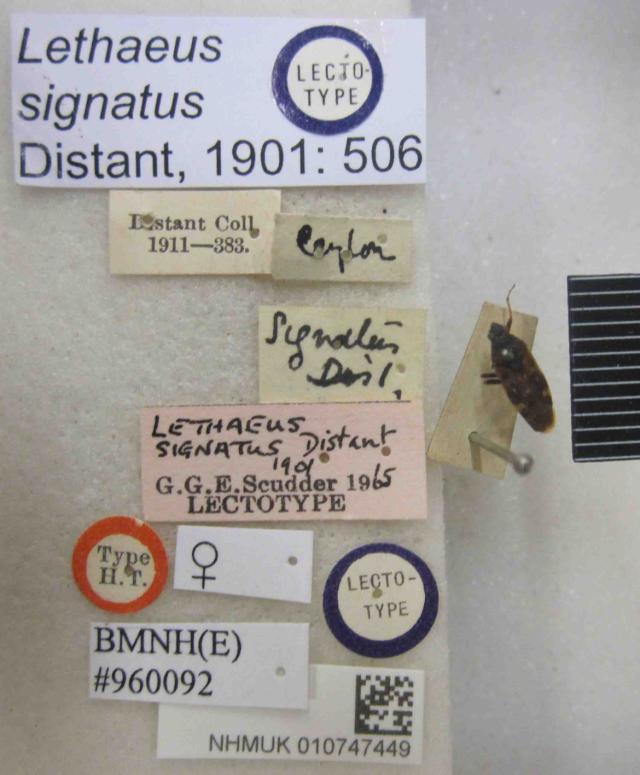 Lethaeus
signatus
Distant, 1901: 506
LECTO-
TYPE
Distant Coll.
1911—383.
Ceylon
Signatus
Dist.
LETHAEUS
SIGNATUS Distant
1901
G.G.E.Scudder 1965
LECTOTYPE
Type
H.T.
♀
LECTO-
TYPE
BMNH(E)
#960092
NHMUK 010747449